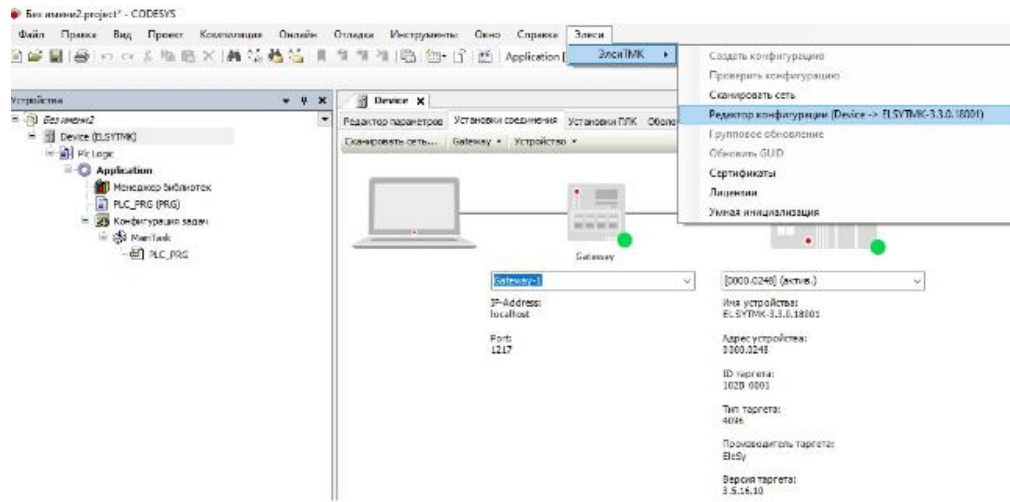 Без имени2.project* - CODESYS
Файл Правка Вид Проект Компиляция Онлайн Отладка Инструменты Окно Справка Элеси
Application [
ЭлсиТМК
Создать конфигурацию
Проверить конфигурацию
Сканировать сеть
Редактор конфигурации (Device -> ELSYTMK-3.3.0.18001)
Групповое обновление
Обновить GUID
Сертификаты
Лицензии
Умная инициализация
Устройства
Без имени2
Device (ELSYTMK)
Plc Logic
Application
Менеджер библиотек
PLC_PRG (PRG)
Конфигурация задач
MainTask
PLC_PRG
Device
Редактор параметров Установки соединения Установки ПЛК
Сканировать сеть... Gateway Устройство
Gateway
Gateway-1
IP-Address:
localhost
Port:
1217
[0000.0248] (актив.)
Имя устройства:
ELSYTMK-3.3.0.18001
Адрес устройства:
0000.0248
ID таргета:
102B 0001
Тип таргета:
4096
Производитель таргета:
EleSy
Версия таргета:
3.5.16.10